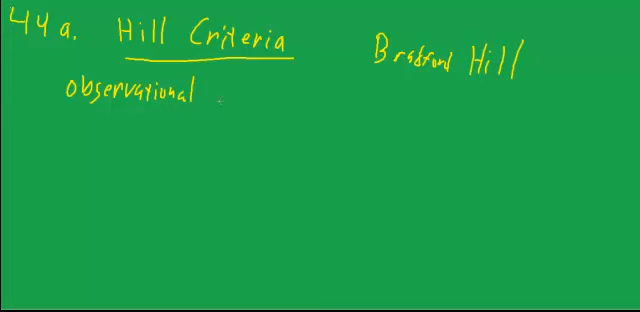 44a. Hill Criteria
Bradford Hill
observational